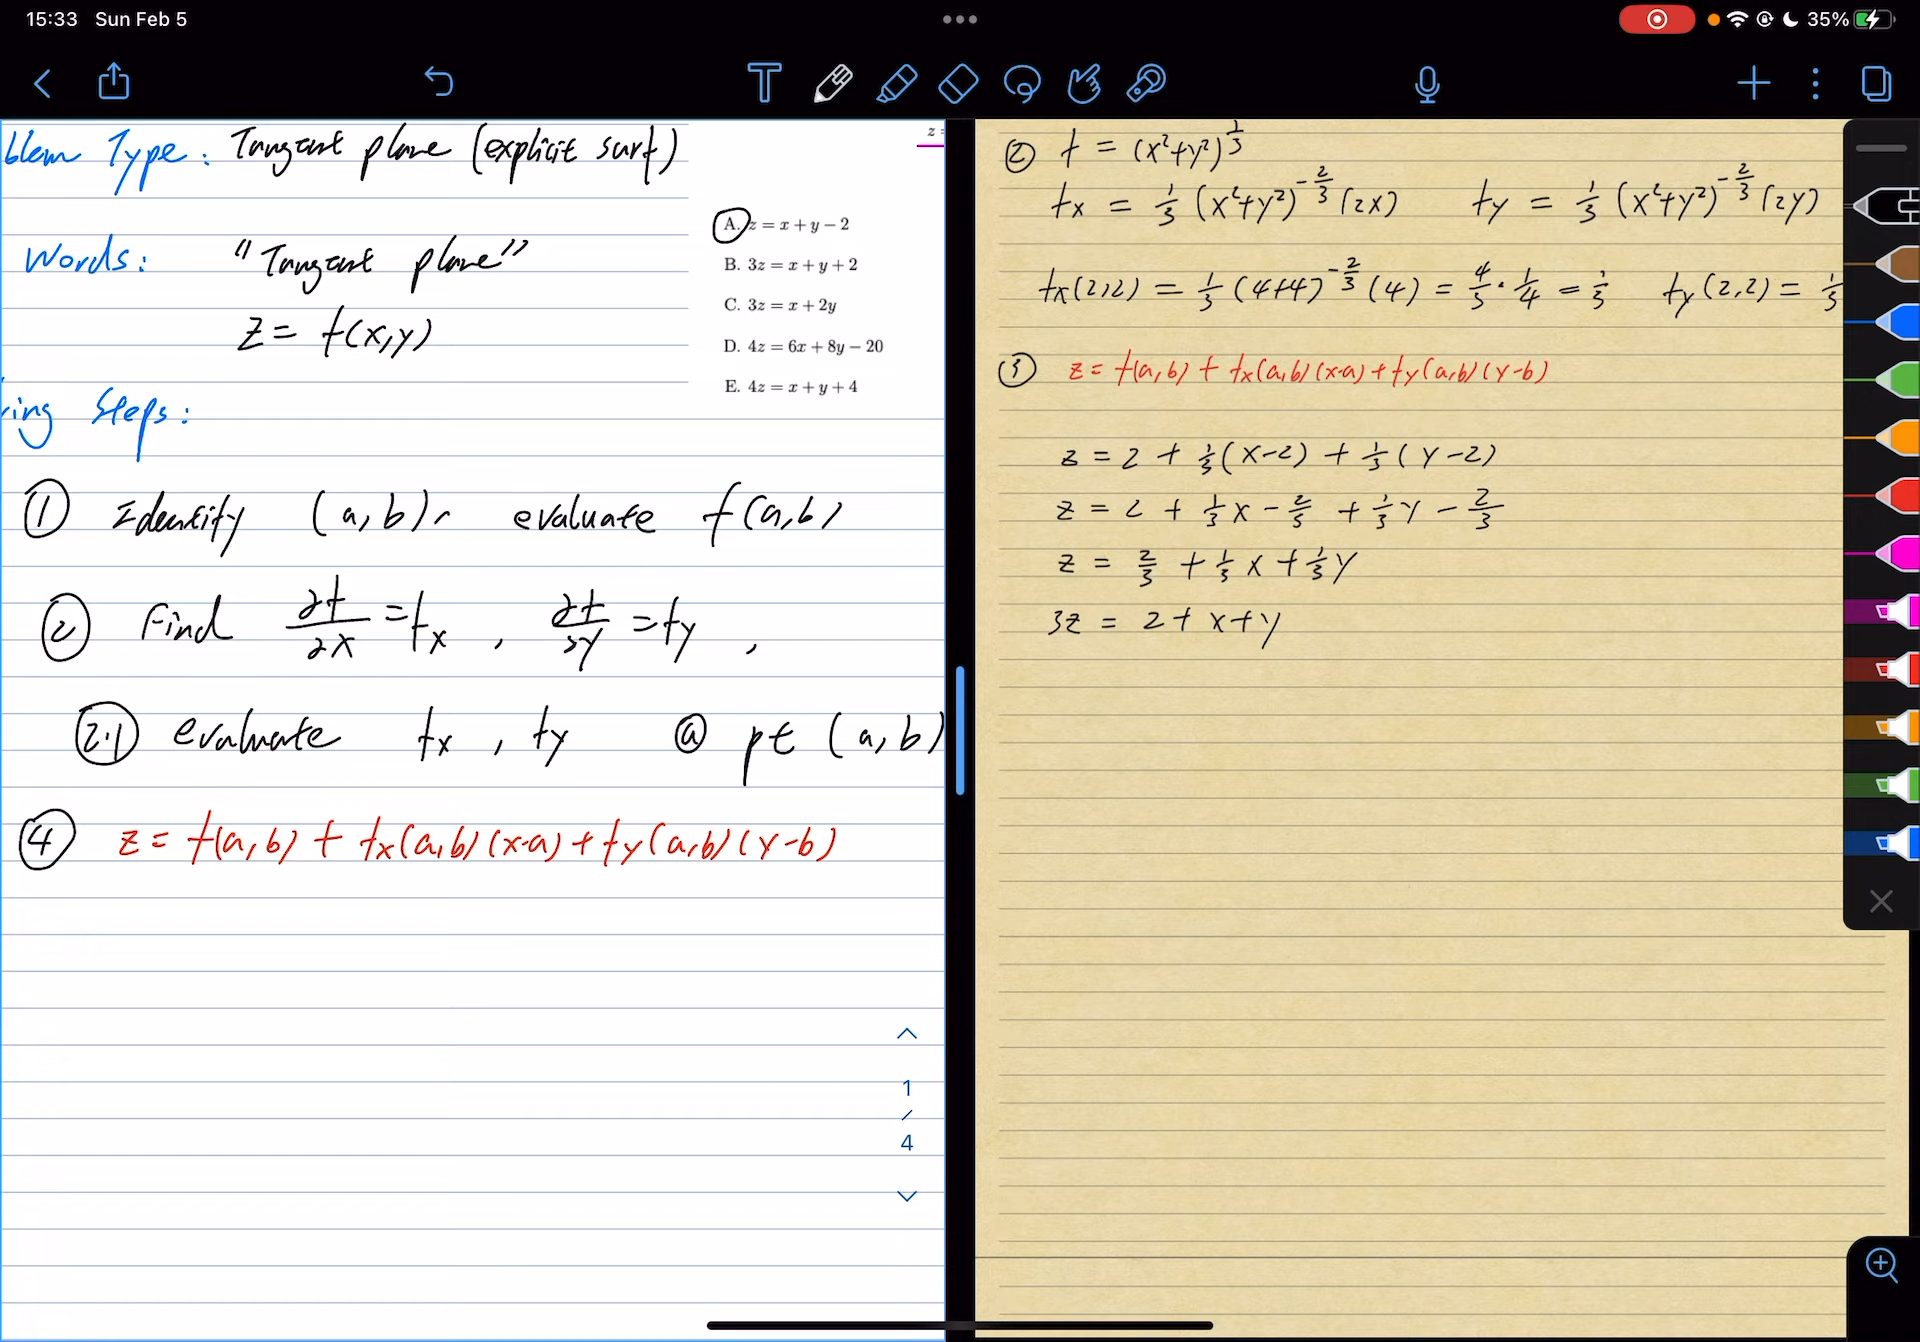 15:33 Sun Feb 5
35%
blem Type: Tangent plane (explicit surf)
z =
A. z = x + y − 2
Words: "Tangent plane"
B. 3z = x + y + 2
C. 3z = x + 2y
z = f(x,y)
D. 4z = 6x + 8y − 20
E. 4z = x + y + 4
ving Steps:
① Identify (a,b), evaluate f(a,b)
② Find ∂f/∂x = fx , ∂f/∂y = fy ,
(2.1) evaluate fx , fy @ pt (a,b)
④ z = f(a,b) + fx(a,b)(x-a) + fy(a,b)(y-b)
1
/
4
② f = (x²+y²)^(1/3)
fx = 1/3 (x²+y²)^(-2/3) (2x) fy = 1/3 (x²+y²)^(-2/3) (2y)
fx(2,2) = 1/3 (4+4)^(-2/3) (4) = 4/3 · 1/4 = 1/3 fy(2,2) = 1/3
③ z = f(a,b) + fx(a,b)(x-a) + fy(a,b)(y-b)
z = 2 + 1/3(x-2) + 1/3(y-2)
z = 2 + 1/3x - 2/3 + 1/3y - 2/3
z = 2/3 + 1/3x + 1/3y
3z = 2 + x + y